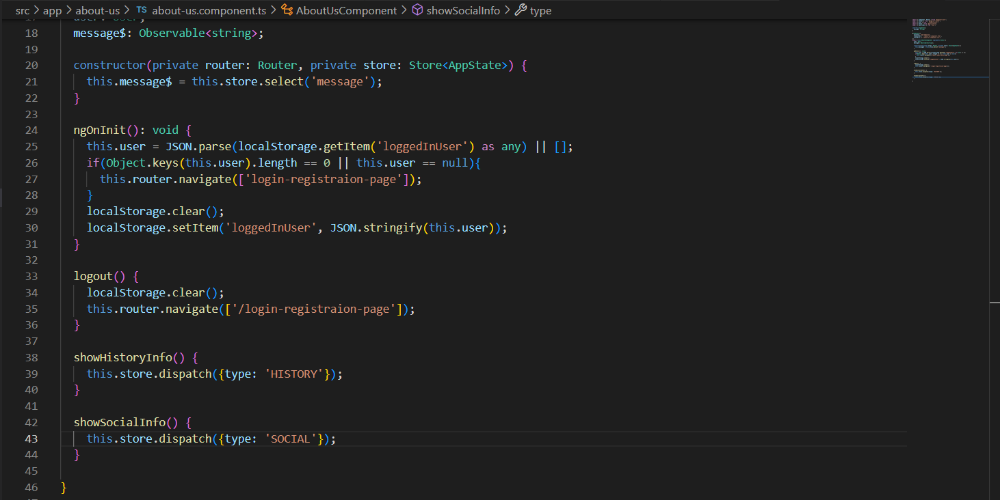 src > app > about-us > TS about-us.component.ts > AboutUsComponent > showSocialInfo > type
18 message$: Observable<string>;
19
20 constructor(private router: Router, private store: Store<AppState>) {
21 this.message$ = this.store.select('message');
22 }
23
24 ngOnInit(): void {
25 this.user = JSON.parse(localStorage.getItem('loggedInUser') as any) || [];
26 if(Object.keys(this.user).length == 0 || this.user == null){
27 this.router.navigate(['login-registraion-page']);
28 }
29 localStorage.clear();
30 localStorage.setItem('loggedInUser', JSON.stringify(this.user));
31 }
32
33 logout() {
34 localStorage.clear();
35 this.router.navigate(['/login-registraion-page']);
36 }
37
38 showHistoryInfo() {
39 this.store.dispatch({type: 'HISTORY'});
40 }
41
42 showSocialInfo() {
43 this.store.dispatch({type: 'SOCIAL'});
44 }
45
46 }